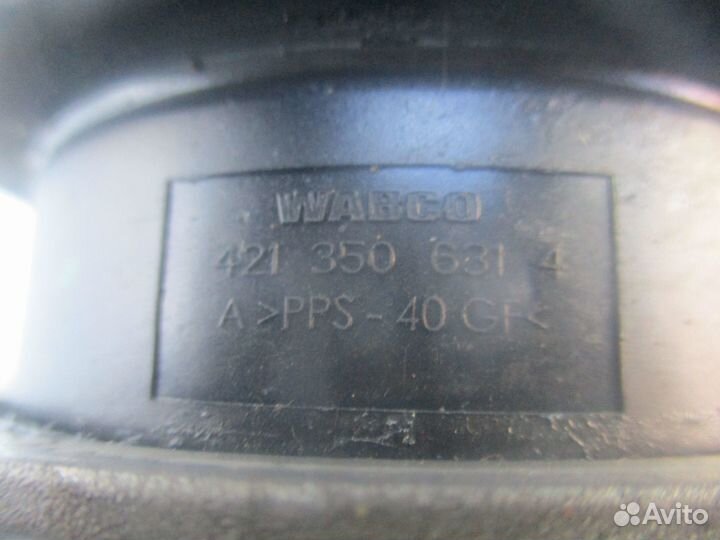 WABCO
421 350 631 4
A >PPS - 40 GF<
Avito